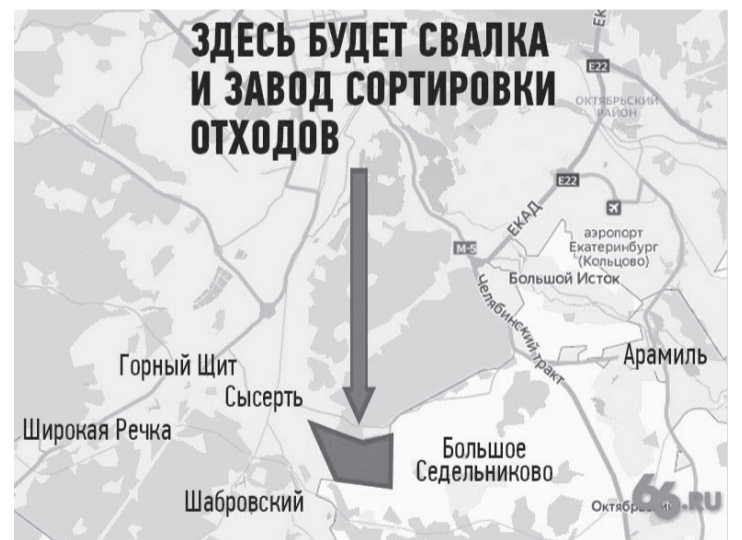 ЗДЕСЬ БУДЕТ СВАЛКА
И ЗАВОД СОРТИРОВКИ
ОТХОДОВ
ЕК
E22
ОКТЯБРЬСКИЙ
РАЙОН
E22
ЕКАД
М-5
аэропорт
Екатеринбург
(Кольцово)
Большой Исток
Челябинский тракт
Арамиль
Горный Щит
Сысерть
Широкая Речка
Большое
Седельниково
Шабровский
66.RU